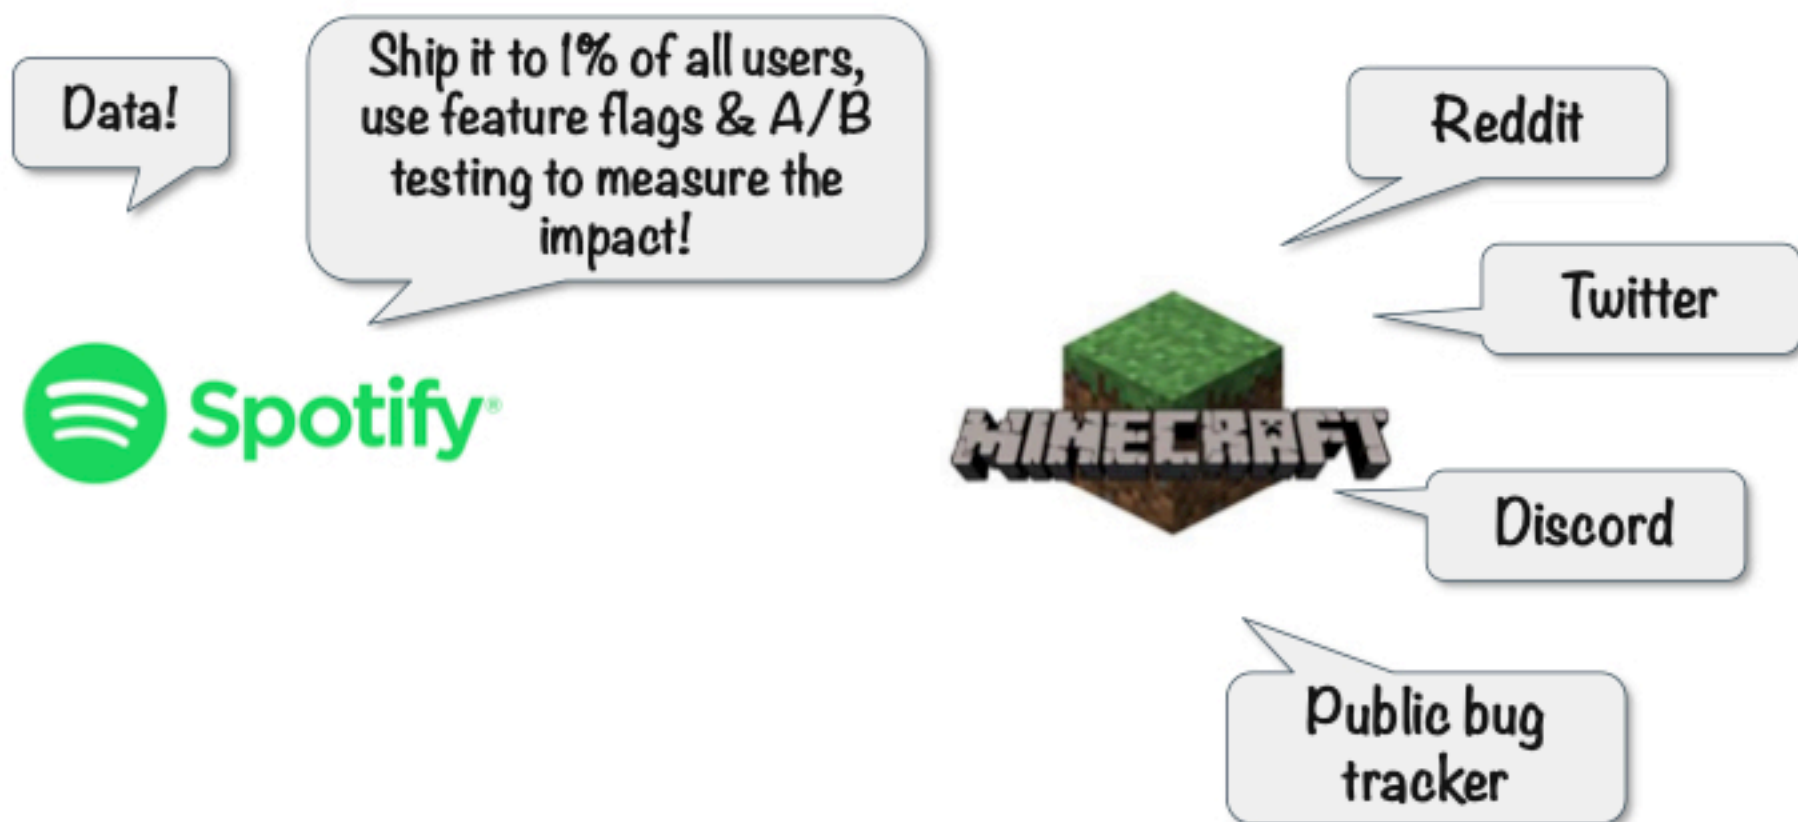 Data!
Ship it to 1% of all users,
use feature flags & A/B
testing to measure the
impact!
Spotify®
Reddit
Twitter
MINECRAFT
Discord
Public bug
tracker